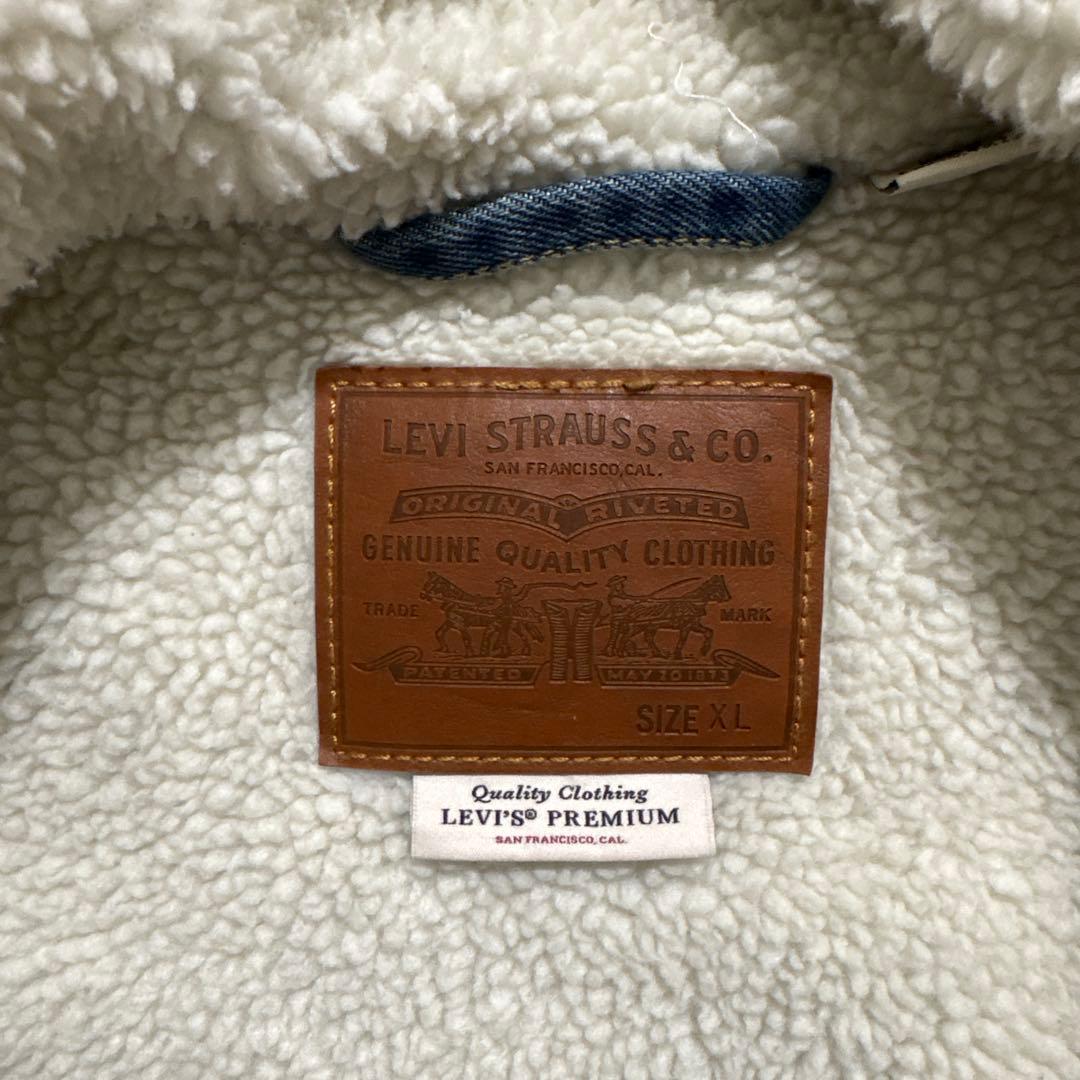 LEVI STRAUSS & CO.
SAN FRANCISCO, CAL.
ORIGINAL RIVETED
GENUINE QUALITY CLOTHING
TRADE MARK
PATENTED MAY 20 1873
SIZE XL
Quality Clothing
LEVI'S® PREMIUM
SAN FRANCISCO, CAL.